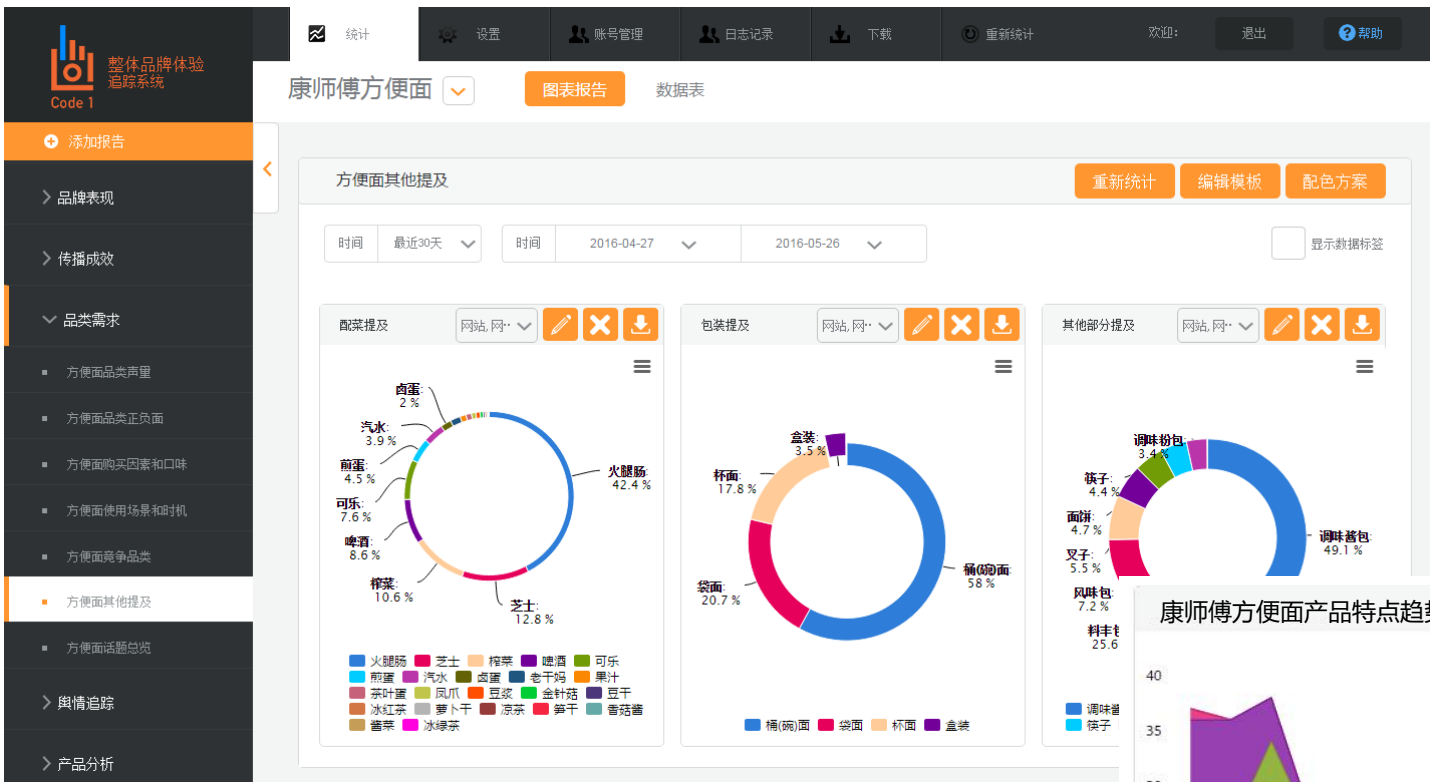 统计 设置 账号管理 日志记录 下载 重新统计 欢迎: 退出 帮助
整体品牌体验
追踪系统
Code 1
康师傅方便面 图表报告 数据表
添加报告
品牌表现
传播成效
品类需求
方便面品类声量
方便面品类正负面
方便面购买因素和口味
方便面使用场景和时机
方便面竞争品类
方便面其他提及
方便面话题总览
舆情追踪
产品分析
方便面其他提及 重新统计 编辑模板 配色方案
时间 最近30天 时间 2016-04-27 2016-05-26 显示数据标签
配菜提及 网站, 网··
卤蛋:
2 %
汽水:
3.9 %
煎蛋:
4.5 %
可乐:
7.6 %
啤酒:
8.6 %
榨菜:
10.6 %
芝士:
12.8 %
火腿肠:
42.4 %
火腿肠 芝士 榨菜 啤酒 可乐
煎蛋 汽水 卤蛋 老干妈 果汁
茶叶蛋 凤爪 豆浆 金针菇 豆干
冰红茶 萝卜干 凉茶 笋干 香菇酱
酱菜 冰绿茶
包装提及 网站, 网··
盒装:
3.5 %
杯面:
17.8 %
袋面:
20.7 %
桶(碗)面:
58 %
桶(碗)面 袋面 杯面 盒装
其他部分提及 网站, 网··
调味粉包:
3.4 %
筷子:
4.4 %
面饼:
4.7 %
叉子:
5.5 %
风味包:
7.2 %
料丰包
25.6
调味酱包:
49.1 %
调味酱
筷子
康师傅方便面产品特点趋势
40
35